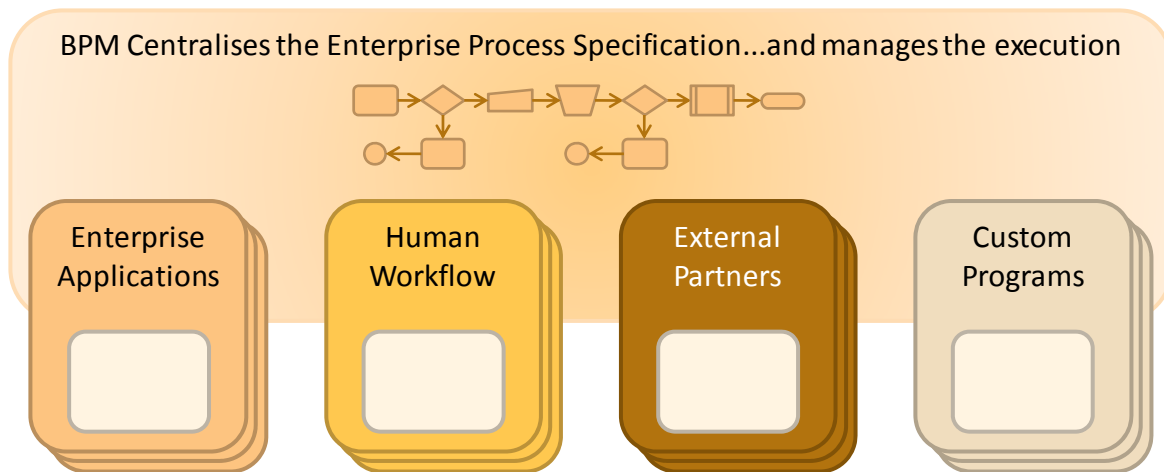 BPM Centralises the Enterprise Process Specification...and manages the execution
Enterprise
Applications
Human
Workflow
External
Partners
Custom
Programs